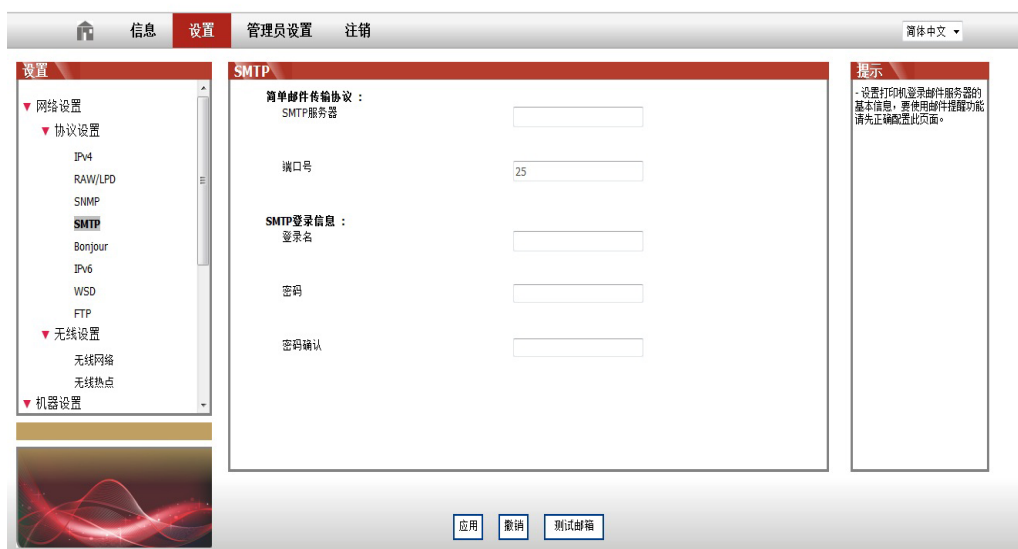 信息 设置 管理员设置 注销 简体中文
设置
网络设置
协议设置
IPv4
RAW/LPD
SNMP
SMTP
Bonjour
IPv6
WSD
FTP
无线设置
无线网络
无线热点
机器设置
SMTP
简单邮件传输协议：
SMTP服务器
端口号 25
SMTP登录信息：
登录名
密码
密码确认
提示
- 设置打印机登录邮件服务器的
基本信息，要使用邮件提醒功能
请先正确配置此页面。
应用 撤销 测试邮箱